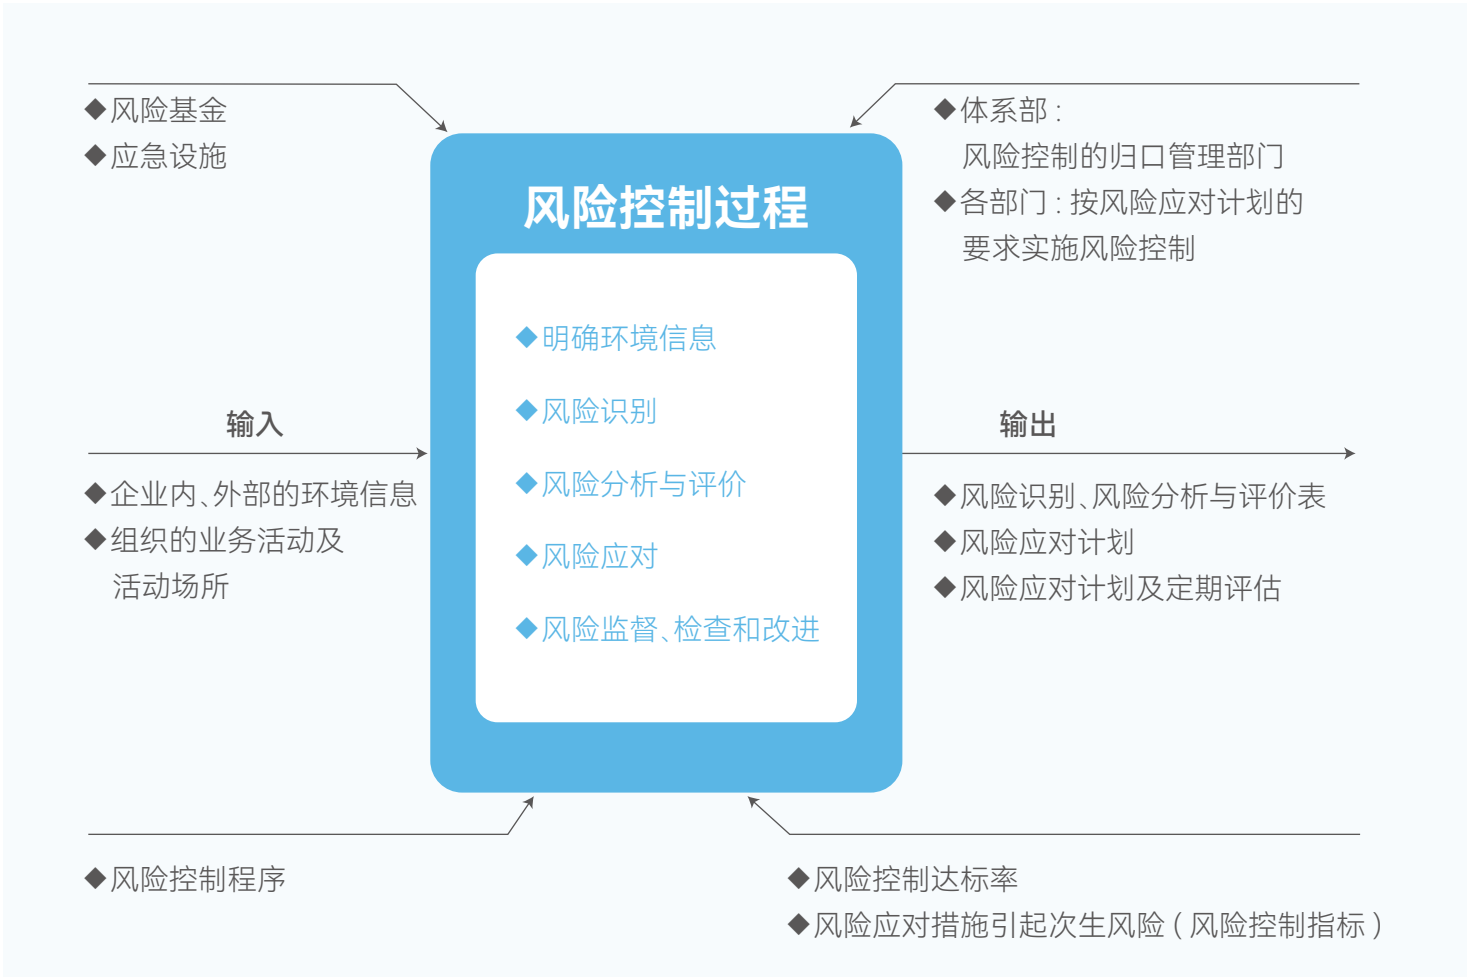 ◆风险基金
◆应急设施
◆体系部：
风险控制的归口管理部门
◆各部门：按风险应对计划的
要求实施风险控制
风险控制过程
◆明确环境信息
◆风险识别
◆风险分析与评价
◆风险应对
◆风险监督、检查和改进
输入
◆企业内、外部的环境信息
◆组织的业务活动及
活动场所
输出
◆风险识别、风险分析与评价表
◆风险应对计划
◆风险应对计划及定期评估
◆风险控制程序
◆风险控制达标率
◆风险应对措施引起次生风险（风险控制指标）